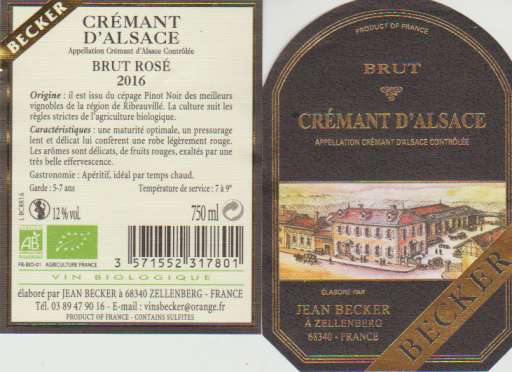 BECKER
CRÉMANT
D'ALSACE
Appellation Crémant d'Alsace Contrôlée
BRUT ROSÉ
2016
Origine : il est issu du cépage Pinot Noir des meilleurs
vignobles de la région de Ribeauvillé. La culture suit les
règles strictes de l'agriculture biologique.
Caractéristiques : une maturité optimale, un pressurage
lent et délicat lui confèrent une robe légèrement rouge.
Les arômes sont délicats, de fruits rouges, exaltés par une
très belle effervescence.
Gastronomie : Apéritif, idéal par temps chaud.
Garde : 5-7 ans Température de service : 7 à 9°
L BCRR16
12 % vol. 750 ml
AB
FR-BIO-01 AGRICULTURE FRANCE
3 571552 317801
VIN BIOLOGIQUE
élaboré par JEAN BECKER à 68340 ZELLENBERG - FRANCE
Tél. 03 89 47 90 16 - E-mail : vinsbecker@orange.fr
PRODUCT OF FRANCE - CONTAINS SULFITES
PRODUCT OF FRANCE
BRUT
CRÉMANT D'ALSACE
APPELLATION CRÉMANT D'ALSACE CONTRÔLÉE
ÉLABORÉ PAR
JEAN BECKER
À ZELLENBERG
68340 - FRANCE
BECKER